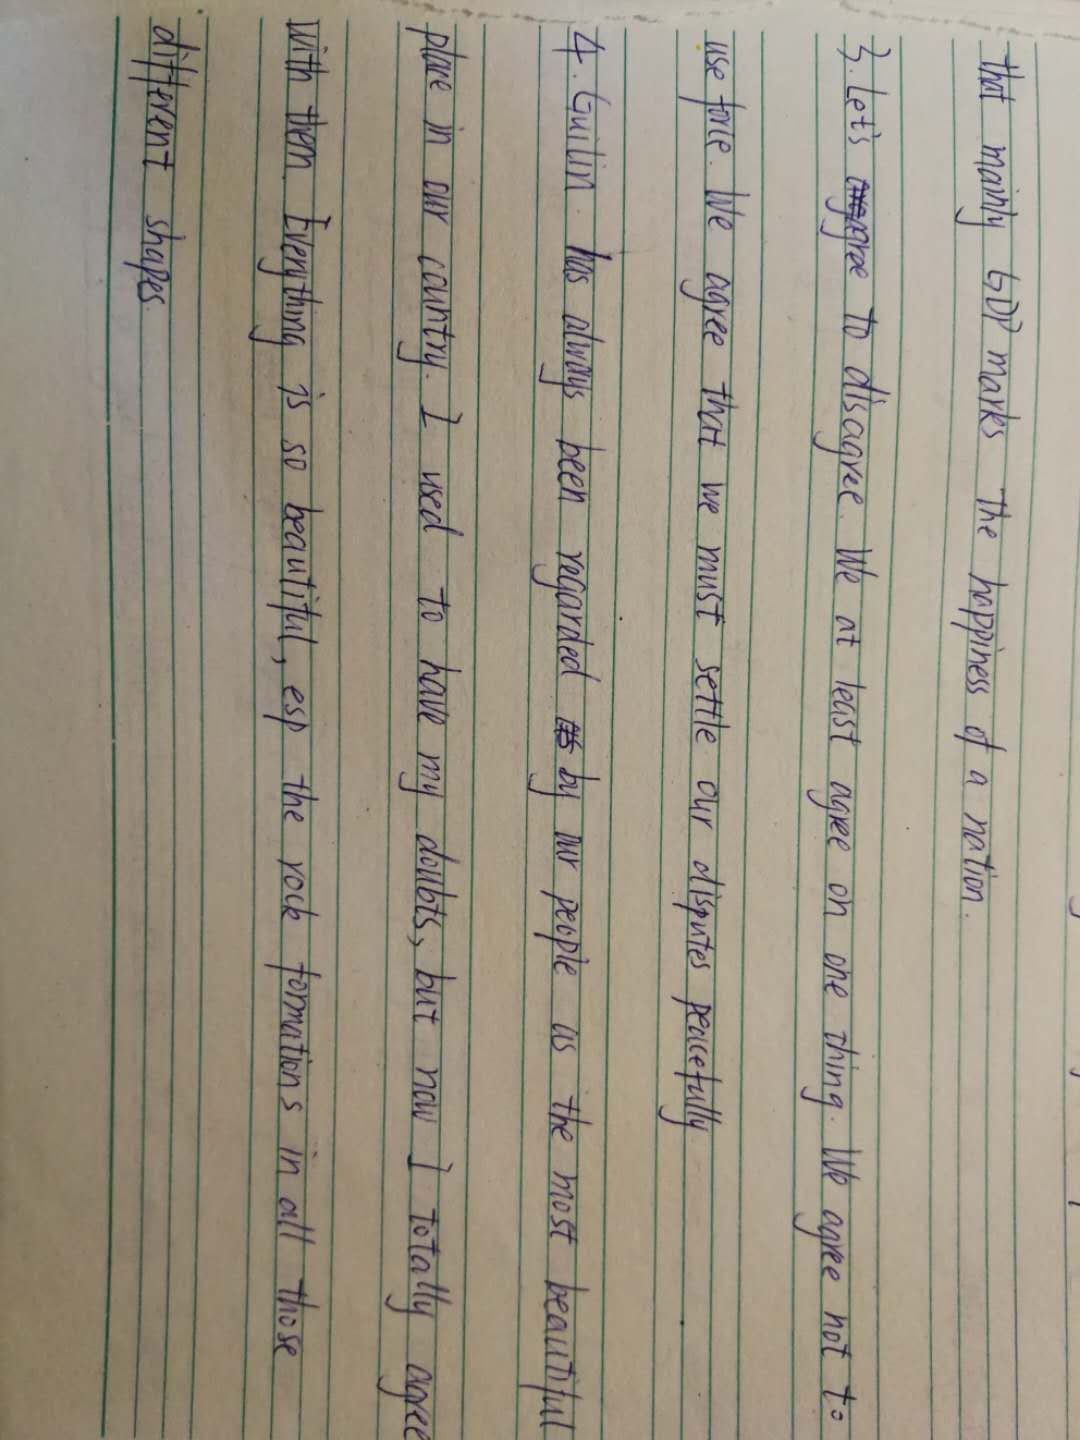 that mainly GDP marks the happiness of a nation.
3. Let's agree to disagree. We at least agree on one thing. We agree not to
use force. We agree that we must settle our disputes peacefully
4. Guilin has always been regarded by our people as the most beautiful
place in our country. I used to have my doubts, but now I totally agree
with them. Everything is so beautiful, esp the rock formations in all those
different shapes.